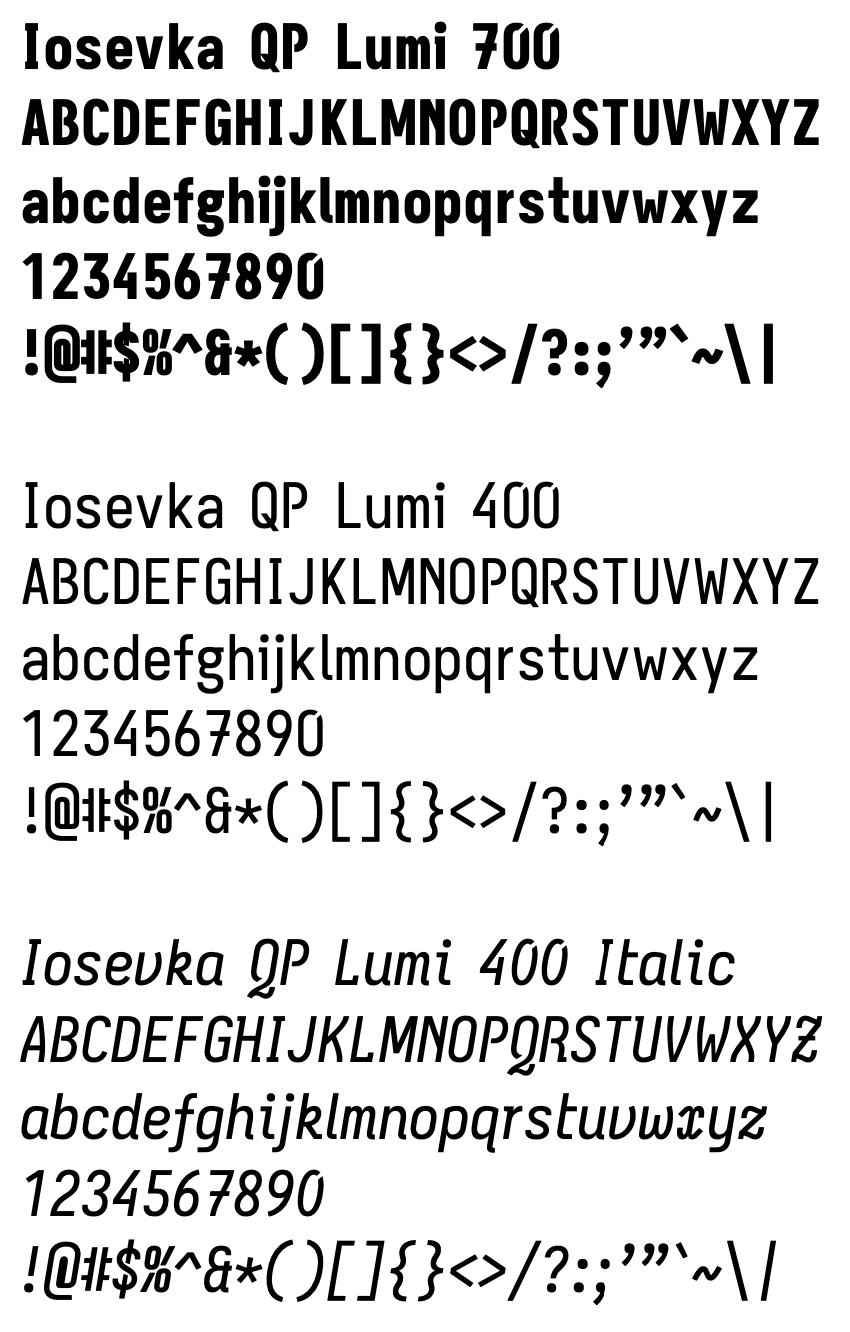 Iosevka QP Lumi 700
ABCDEFGHIJKLMNOPQRSTUVWXYZ
abcdefghijklmnopqrstuvwxyz
1234567890
!@#$%^&*()[]{}<>/?:;’”`~\|
Iosevka QP Lumi 400
ABCDEFGHIJKLMNOPQRSTUVWXYZ
abcdefghijklmnopqrstuvwxyz
1234567890
!@#$%^&*()[]{}<>/?:;’”`~\|
Iosevka QP Lumi 400 Italic
ABCDEFGHIJKLMNOPQRSTUVWXYZ
abcdefghijklmnopqrstuvwxyz
1234567890
!@#$%^&*()[]{}<>/?:;’”`~\|